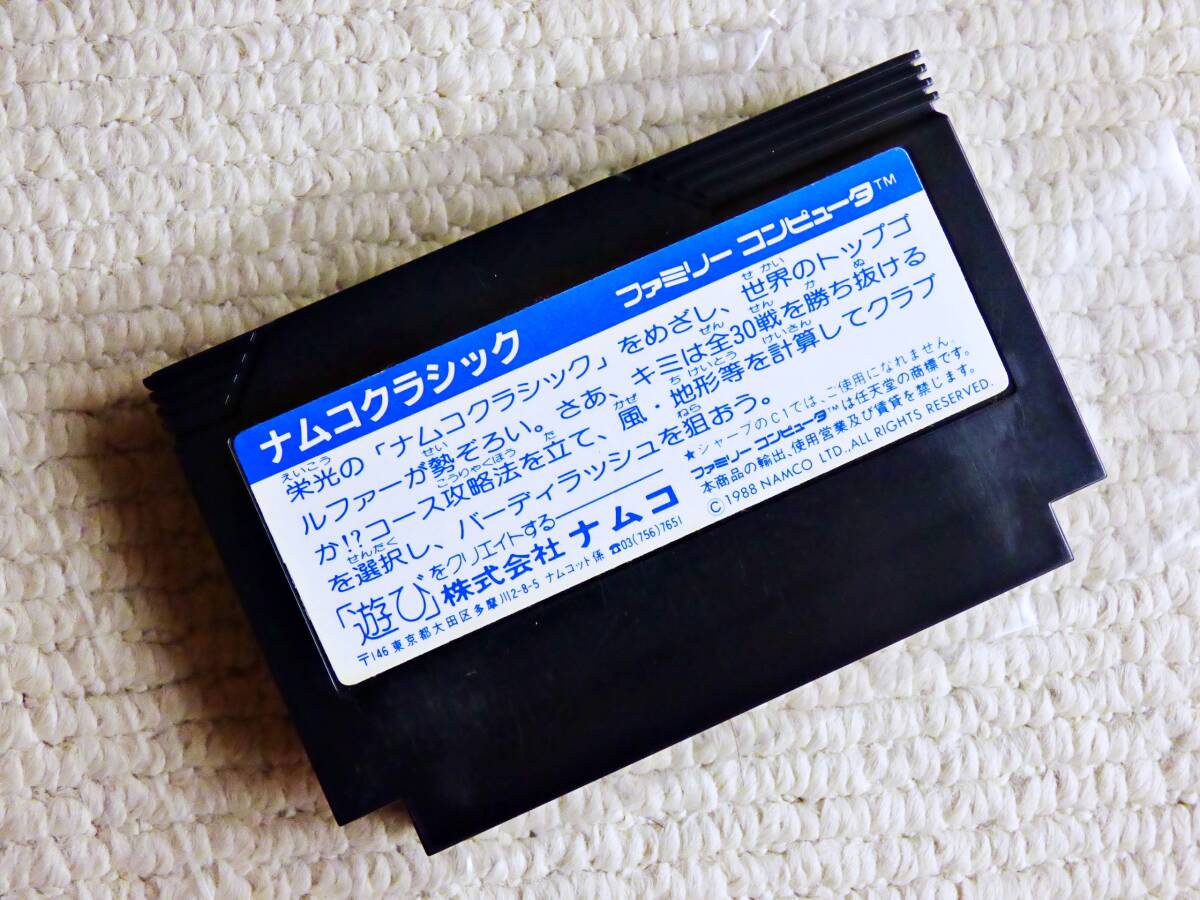 ナムコクラシック ファミリー コンピュータ™
栄光の「ナムコクラシック」をめざし、世界のトップゴ
ルファーが勢ぞろい。さあ、キミは全30戦を勝ち抜ける
か!?コース攻略法を立て、風・地形等を計算してクラブ
を選択し、バーディラッシュを狙おう。
★シャープのC1では、ご使用になれません。
ファミリー コンピュータ™は任天堂の商標です。
本商品の輸出、使用営業及び賃貸を禁じます。
©1988 NAMCO LTD.,ALL RIGHTS RESERVED.
「遊び」をクリエイトする
株式会社 ナムコ
〒146 東京都大田区多摩川2-8-5 ナムコット係 ☎03(756)7651